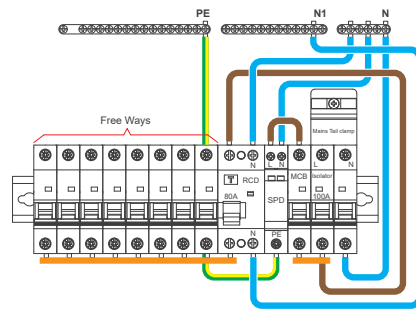 PE N1 N
Free Ways
Mains Tail clamp
N L N L N
T RCD MCB Isolator
80A 100A
SPD
N PE